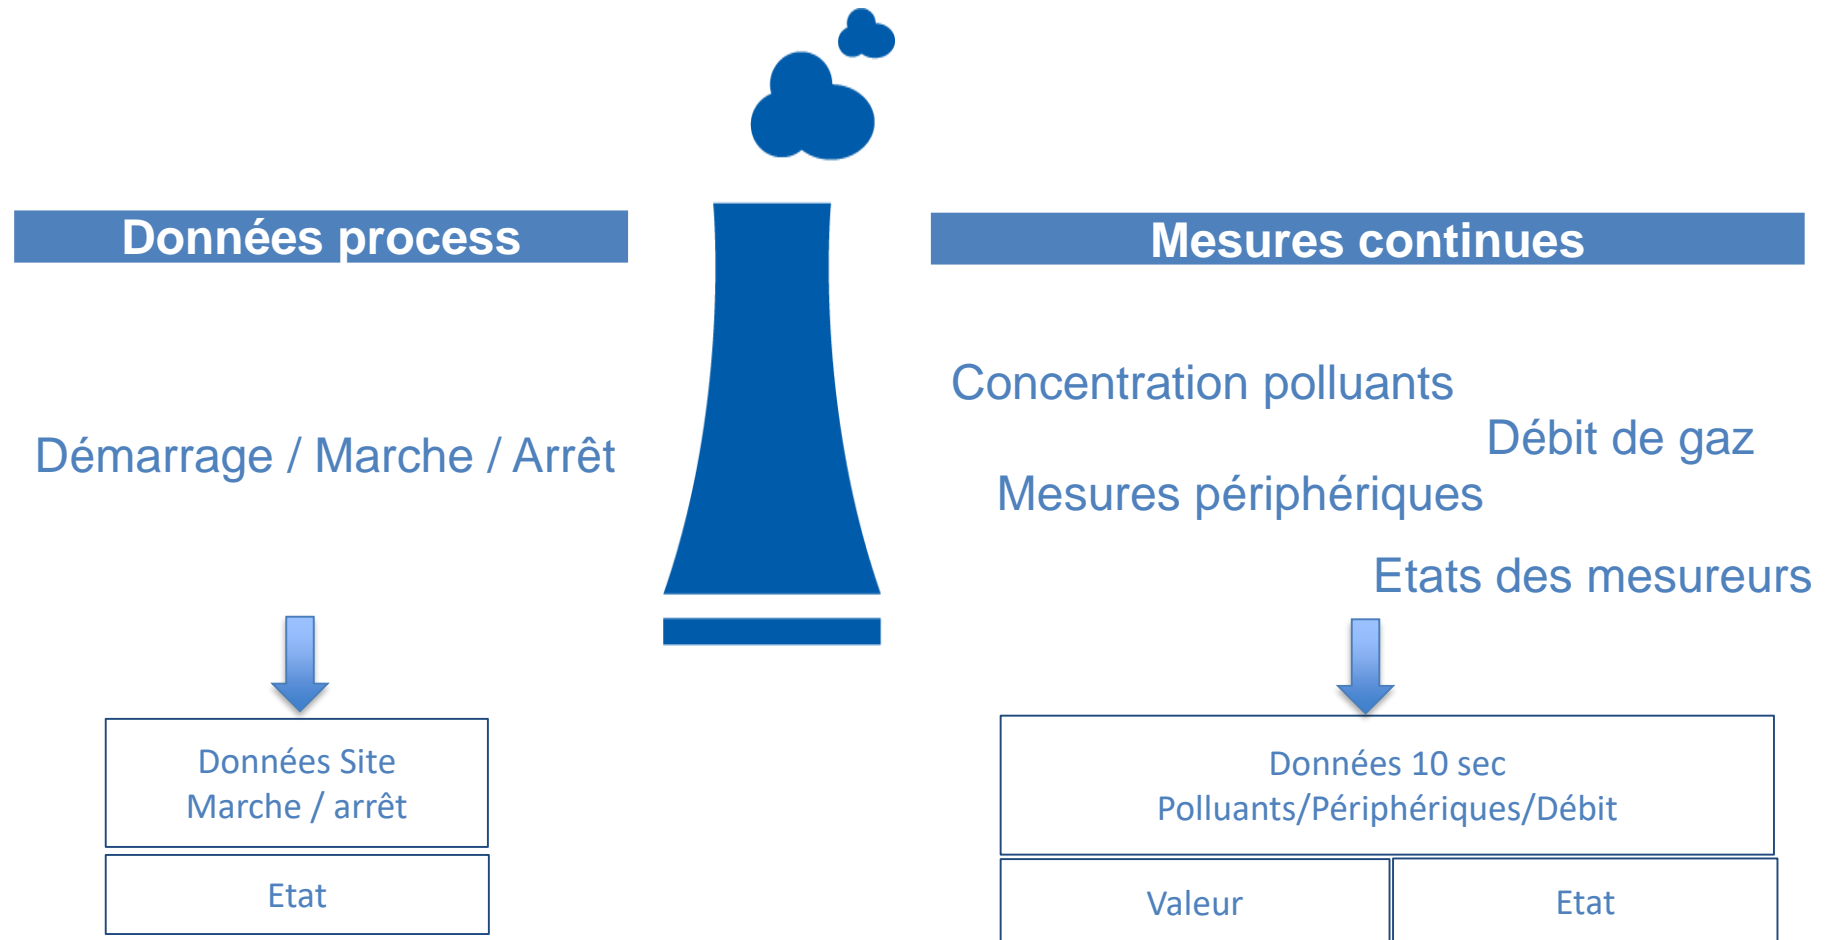 Données process
Démarrage / Marche / Arrêt
Données Site
Marche / arrêt
Etat
Mesures continues
Concentration polluants
Débit de gaz
Mesures périphériques
Etats des mesureurs
Données 10 sec
Polluants/Périphériques/Débit
Valeur
Etat